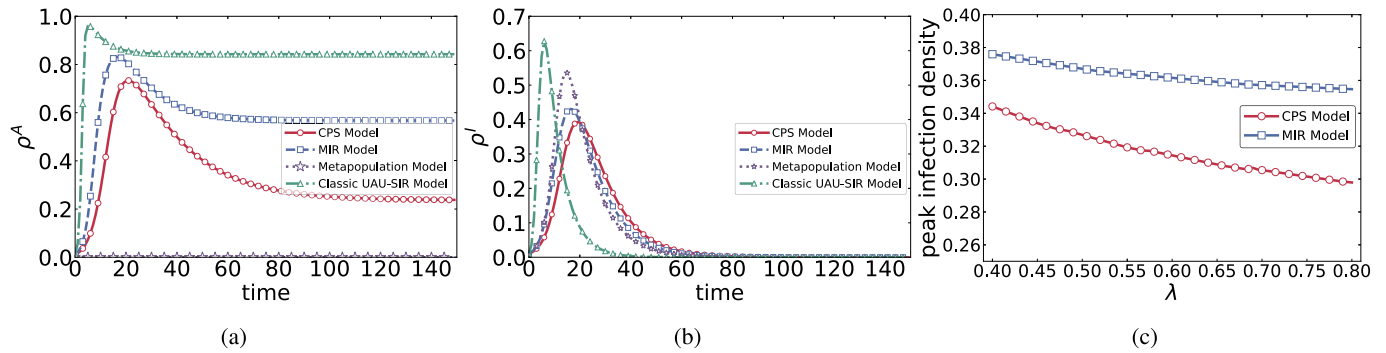 1.0
0.8
0.6
0.4
0.2
0.0
ρ^A
0 20 40 60 80 100 120 140
time
CPS Model
MIR Model
Metapopulation Model
Classic UAU-SIR Model
(a)
0.7
0.6
0.5
0.4
0.3
0.2
0.1
0.0
ρ^I
0 20 40 60 80 100 120 140
time
CPS Model
MIR Model
Metapopulation Model
Classic UAU-SIR Model
(b)
0.40
0.38
0.36
0.34
0.32
0.30
0.28
0.26
peak infection density
0.40 0.45 0.50 0.55 0.60 0.65 0.70 0.75 0.80
λ
CPS Model
MIR Model
(c)